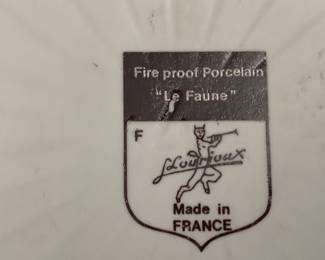 Fire proof Porcelain
"Le Faune"
F
L Lourioux
Made in
FRANCE